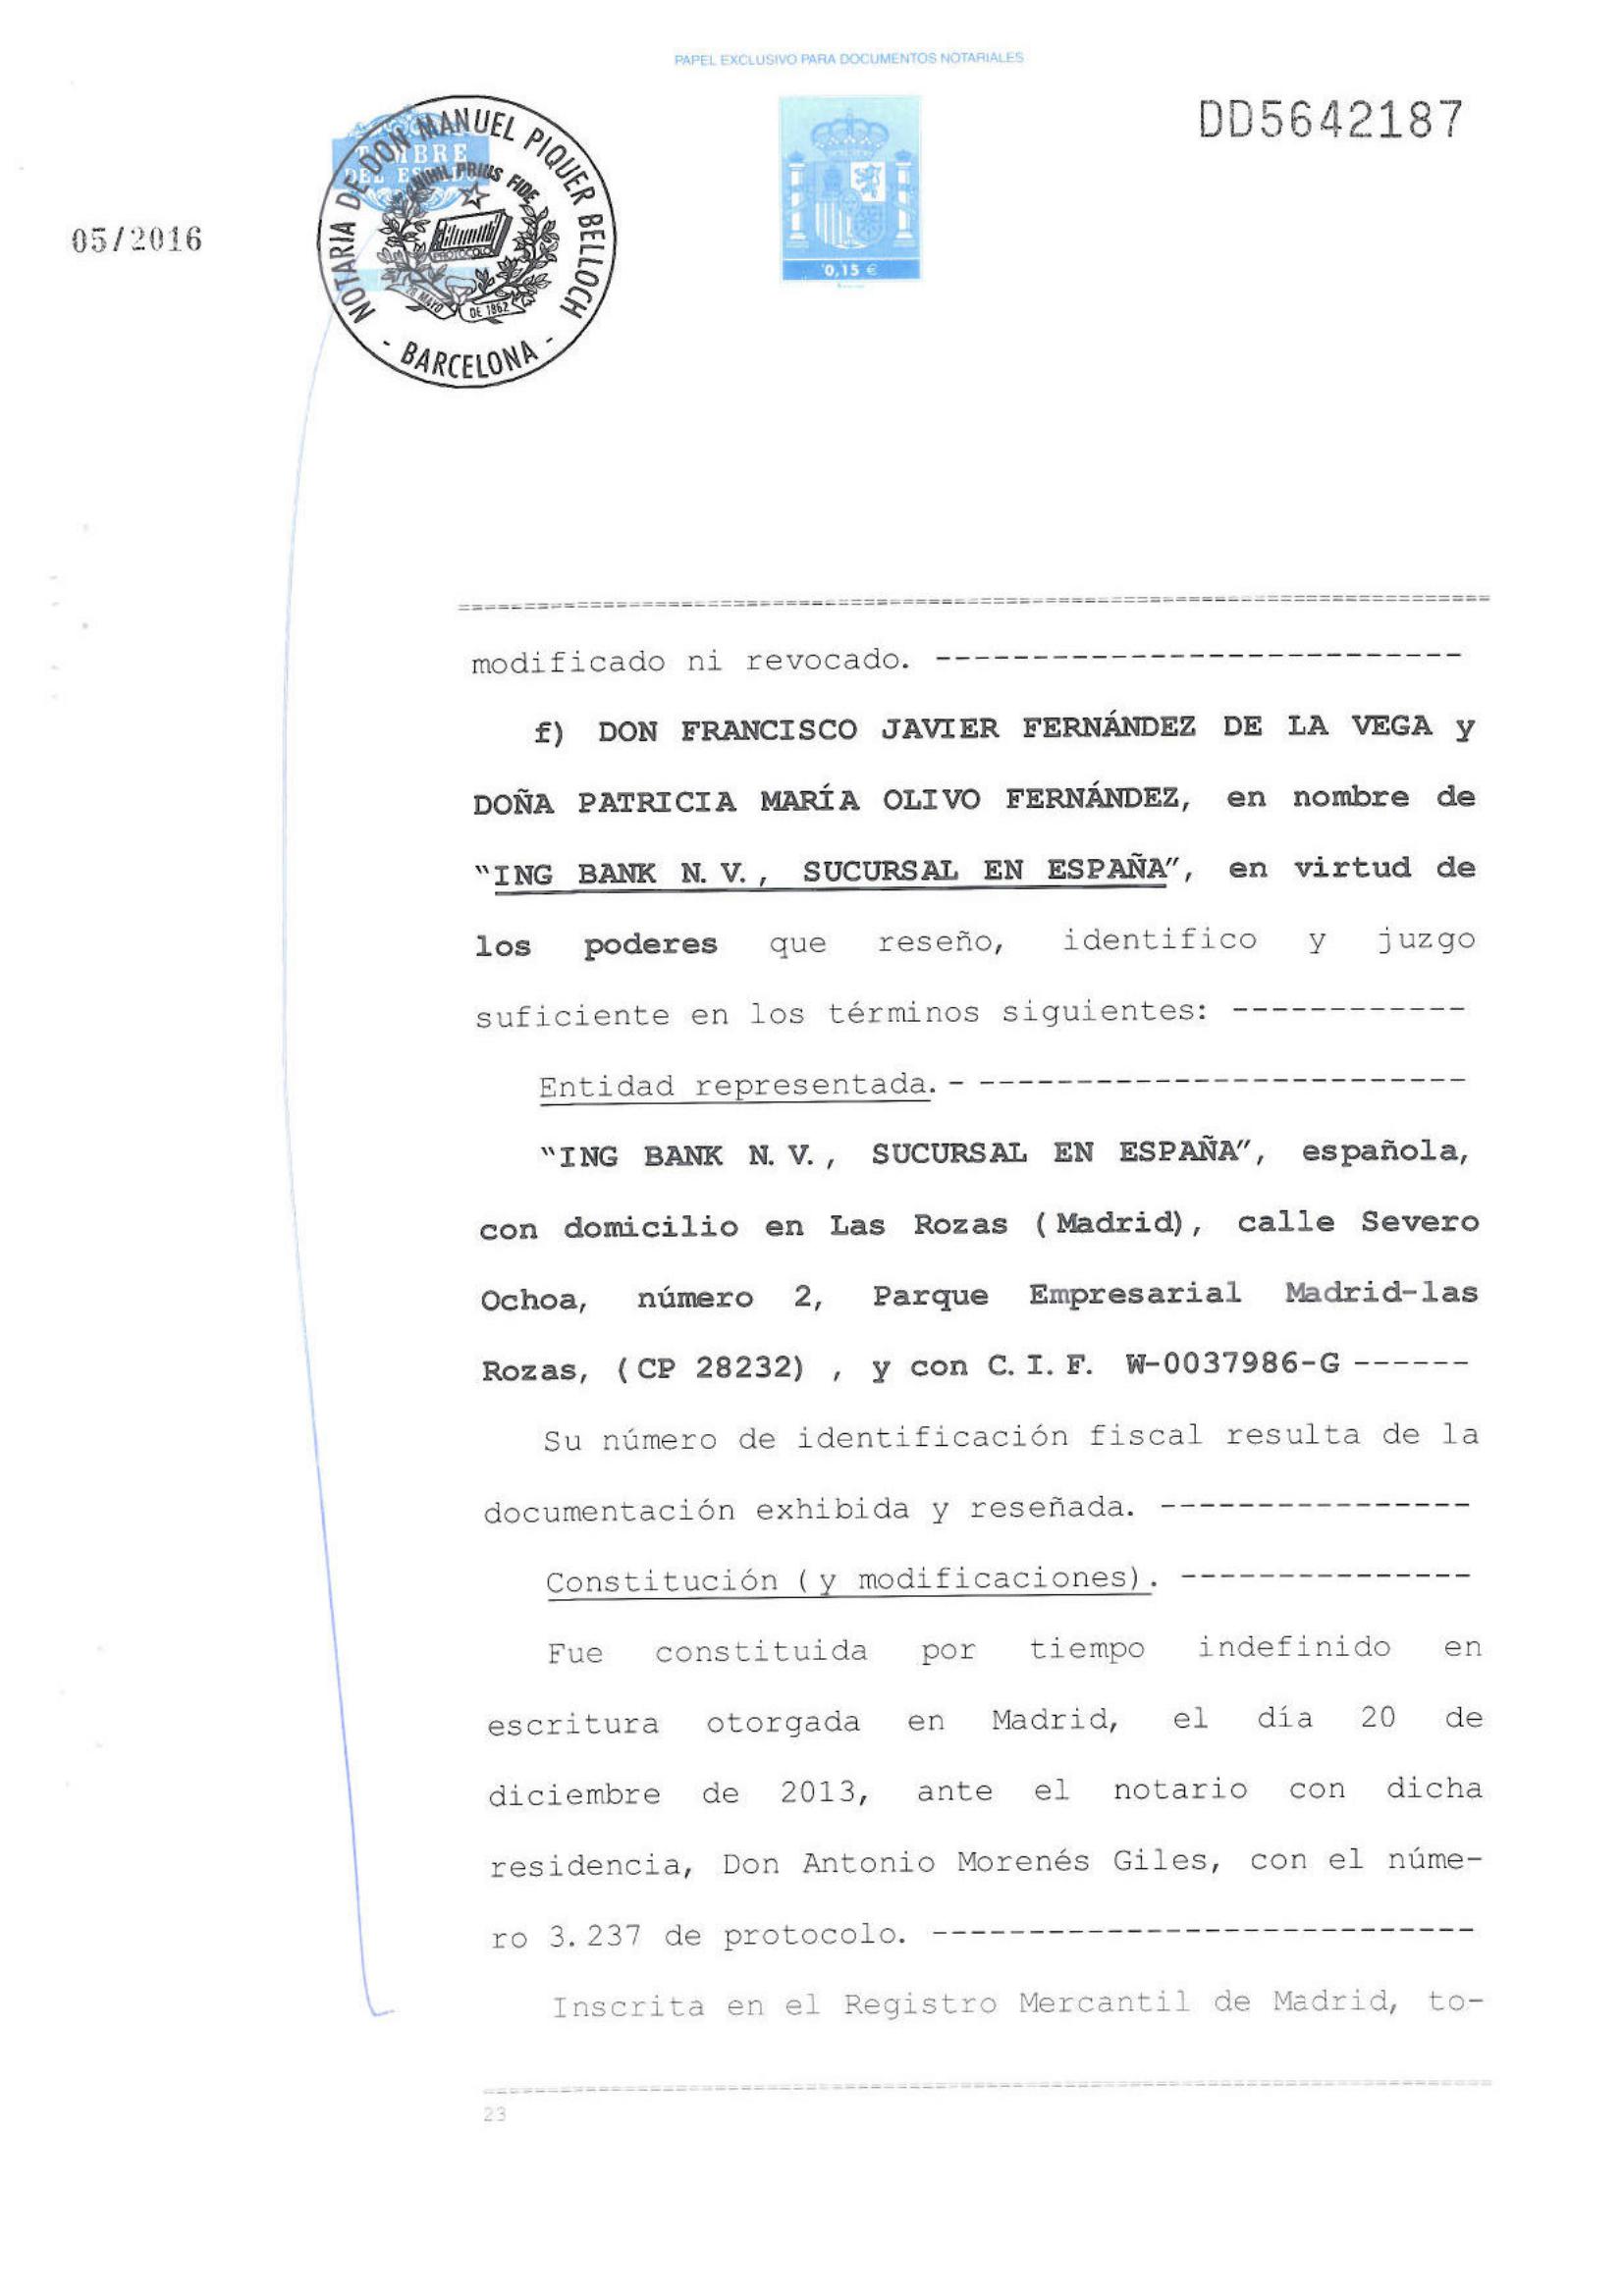 PAPEL EXCLUSIVO PARA DOCUMENTOS NOTARIALES
DD5642187
05/2016
TIMBRE
DEL ESTADO
NOTARIA DE DON MANUEL PIQUER BELLOCH
NIHIL PRIUS FIDE
PROTOCOLO
28 MAYO
DE 1862
- BARCELONA -
0,15 €
modificado ni revocado. ---------------------------
f) DON FRANCISCO JAVIER FERNÁNDEZ DE LA VEGA y
DOÑA PATRICIA MARÍA OLIVO FERNÁNDEZ, en nombre de
"ING BANK N.V., SUCURSAL EN ESPAÑA", en virtud de
los poderes que reseño, identifico y juzgo
suficiente en los términos siguientes: ------------
Entidad representada. - -------------------------
"ING BANK N.V., SUCURSAL EN ESPAÑA", española,
con domicilio en Las Rozas (Madrid), calle Severo
Ochoa, número 2, Parque Empresarial Madrid-las
Rozas, (CP 28232) , y con C.I.F. W-0037986-G ------
Su número de identificación fiscal resulta de la
documentación exhibida y reseñada. ----------------
Constitución (y modificaciones). ---------------
Fue constituida por tiempo indefinido en
escritura otorgada en Madrid, el día 20 de
diciembre de 2013, ante el notario con dicha
residencia, Don Antonio Morenés Giles, con el núme-
ro 3.237 de protocolo. ----------------------------
Inscrita en el Registro Mercantil de Madrid, to-
23